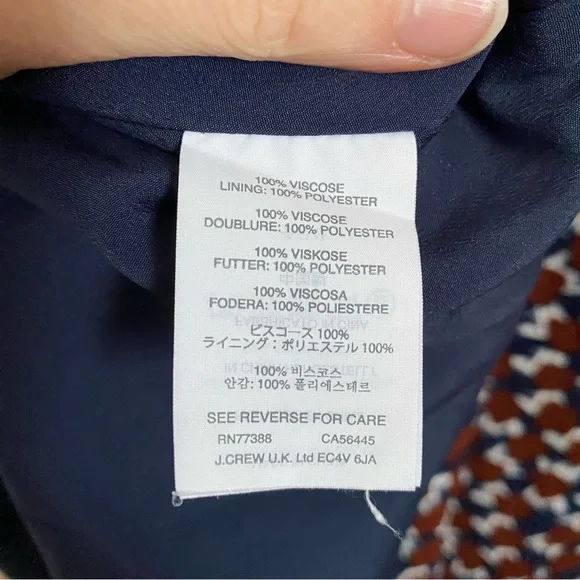 100% VISCOSE
LINING: 100% POLYESTER
100% VISCOSE
DOUBLURE: 100% POLYESTER
100% VISKOSE
FUTTER: 100% POLYESTER
100% VISCOSA
FODERA: 100% POLIESTERE
ビスコース 100%
ライニング：ポリエステル 100%
100% 비스코스
안감: 100% 폴리에스테르
SEE REVERSE FOR CARE
RN77388 CA56445
J.CREW U.K. Ltd EC4V 6JA